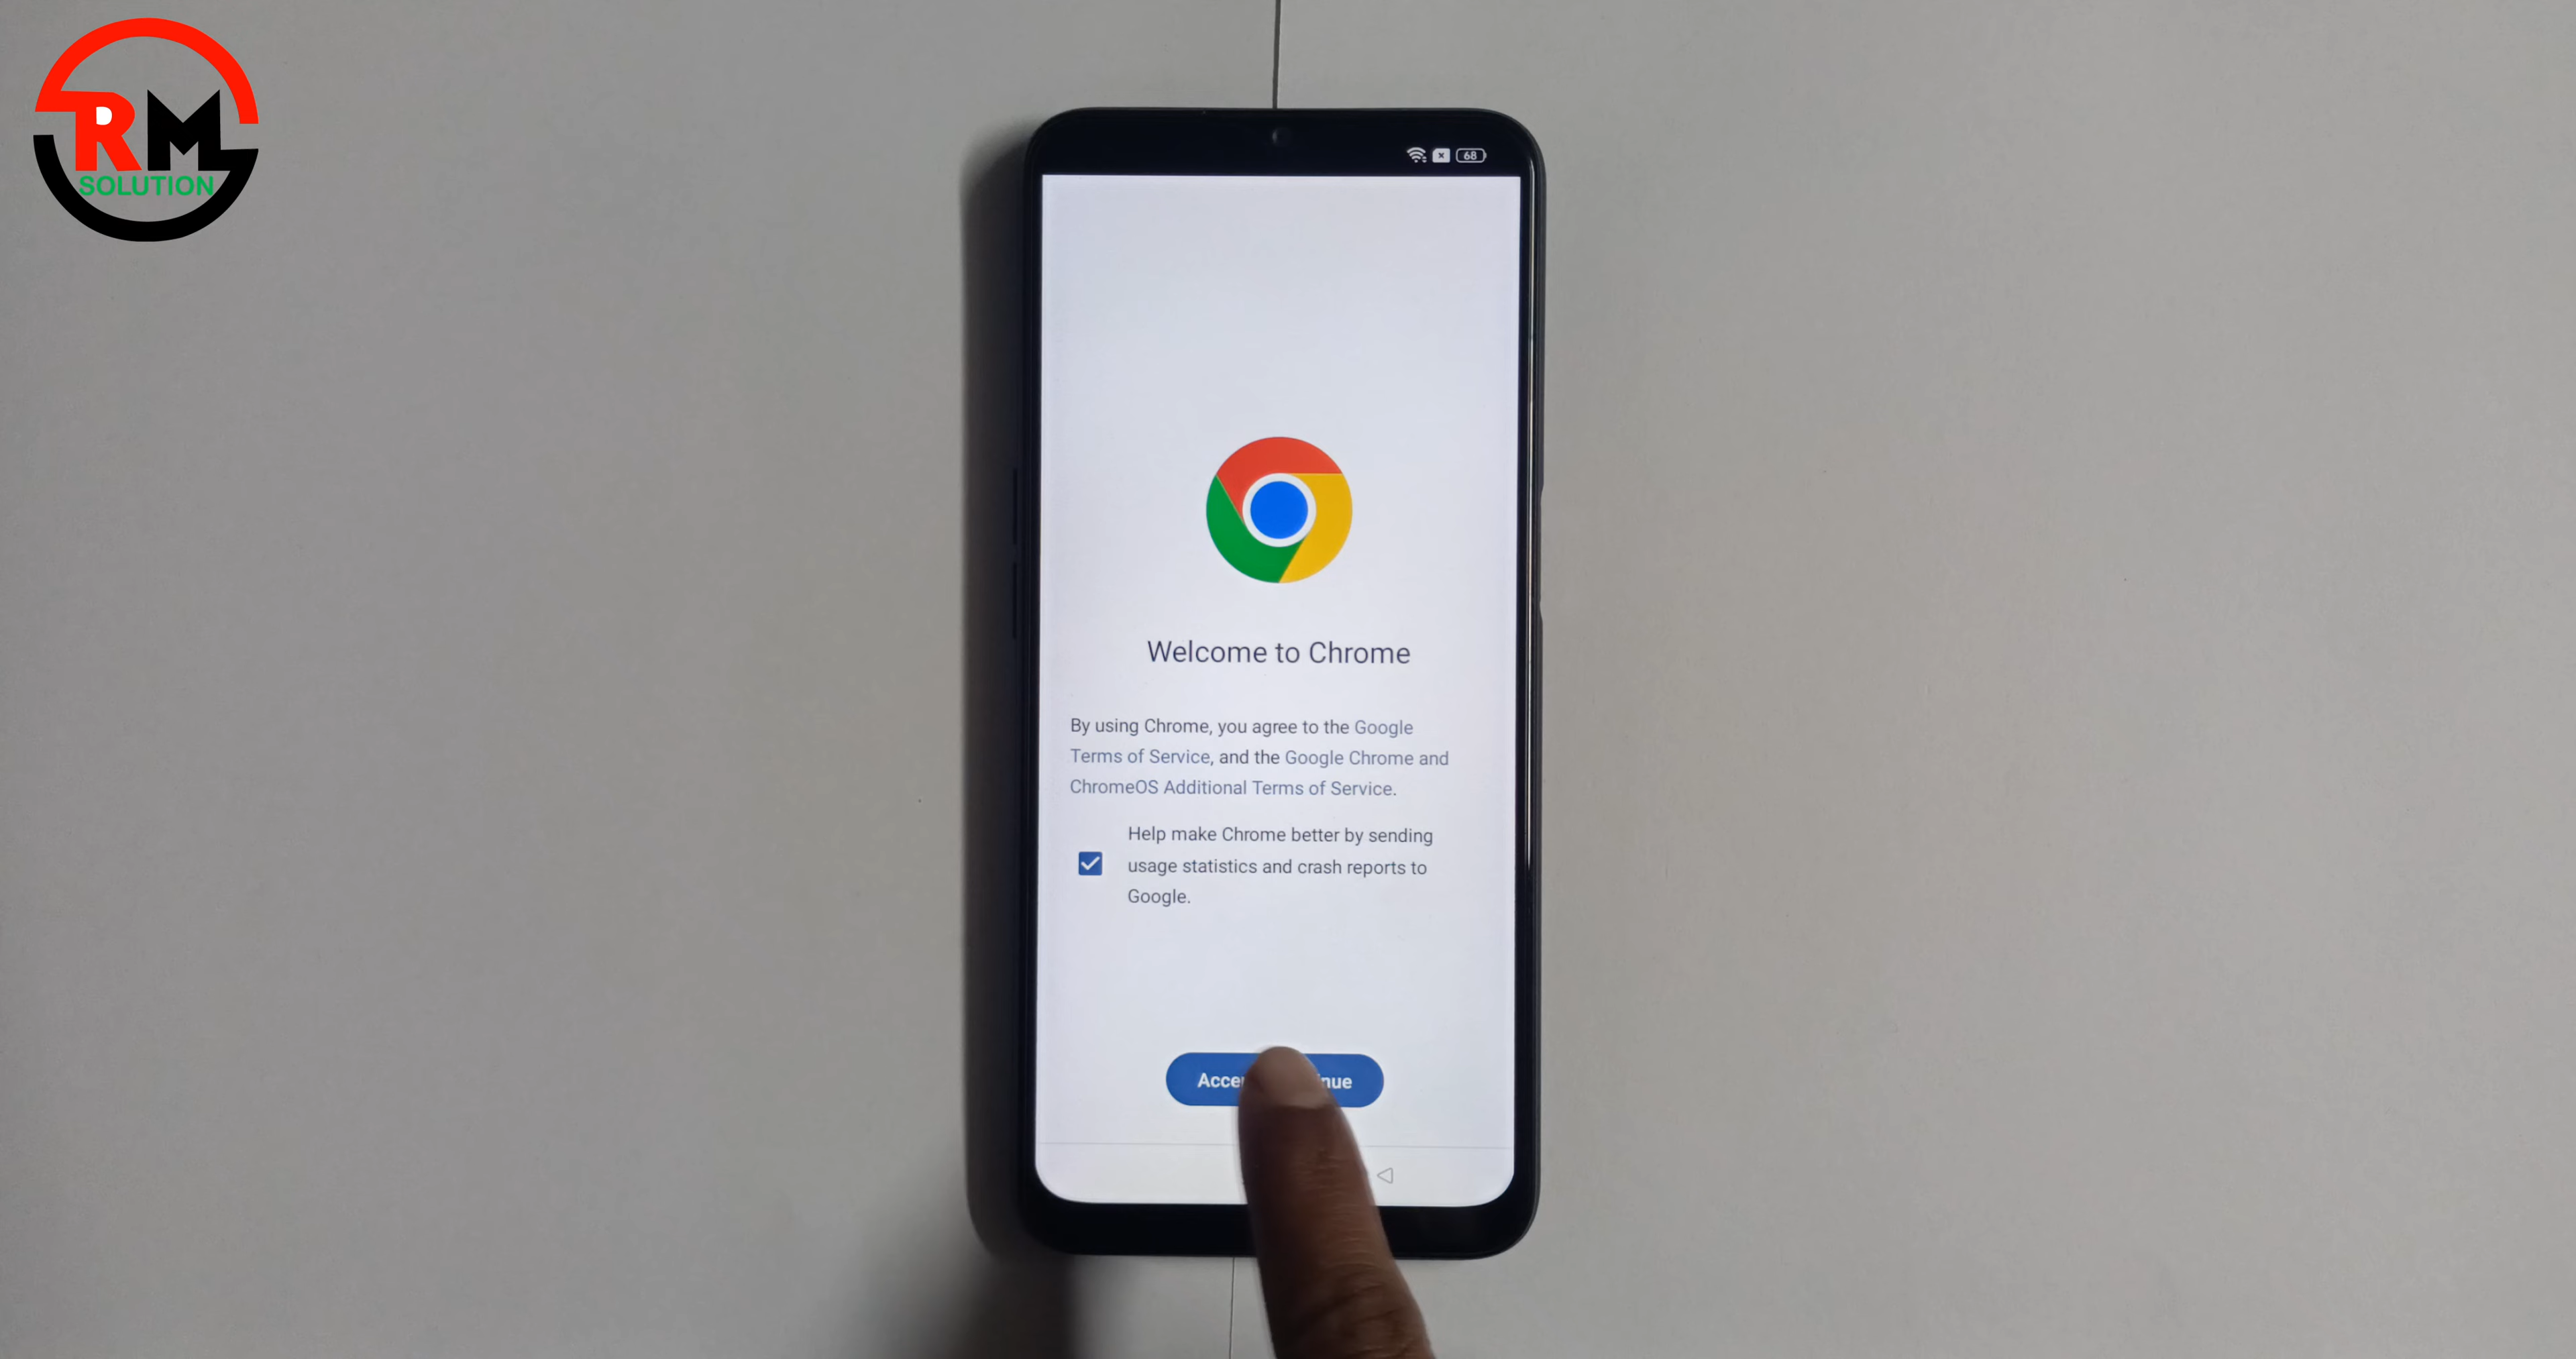 RM
SOLUTION
68
Welcome to Chrome
By using Chrome, you agree to the Google
Terms of Service, and the Google Chrome and
ChromeOS Additional Terms of Service.
Help make Chrome better by sending
usage statistics and crash reports to
Google.